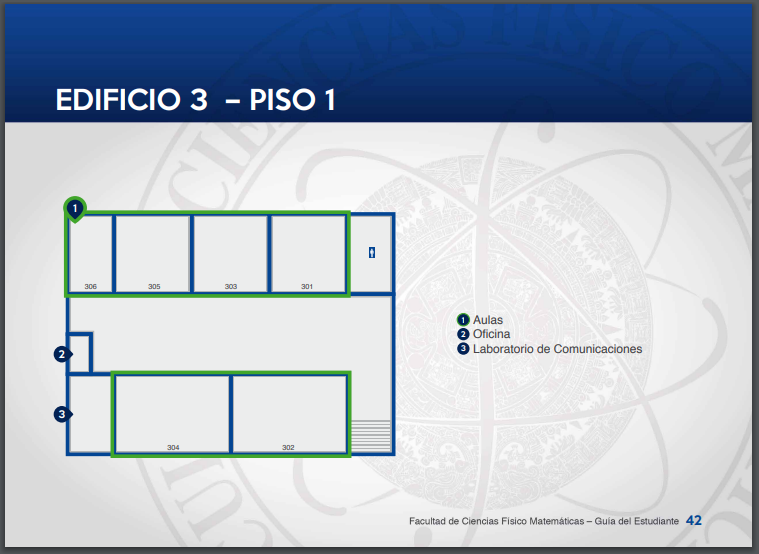 EDIFICIO 3 – PISO 1
1
306
305
303
301
1 Aulas
2 Oficina
3 Laboratorio de Comunicaciones
2
3
304
302
Facultad de Ciencias Físico Matemáticas – Guía del Estudiante 42